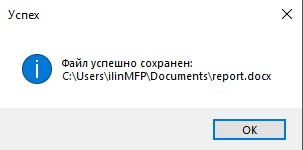 Успех
Файл успешно сохранен:
C:\Users\ilinMFP\Documents\report.docx
OK